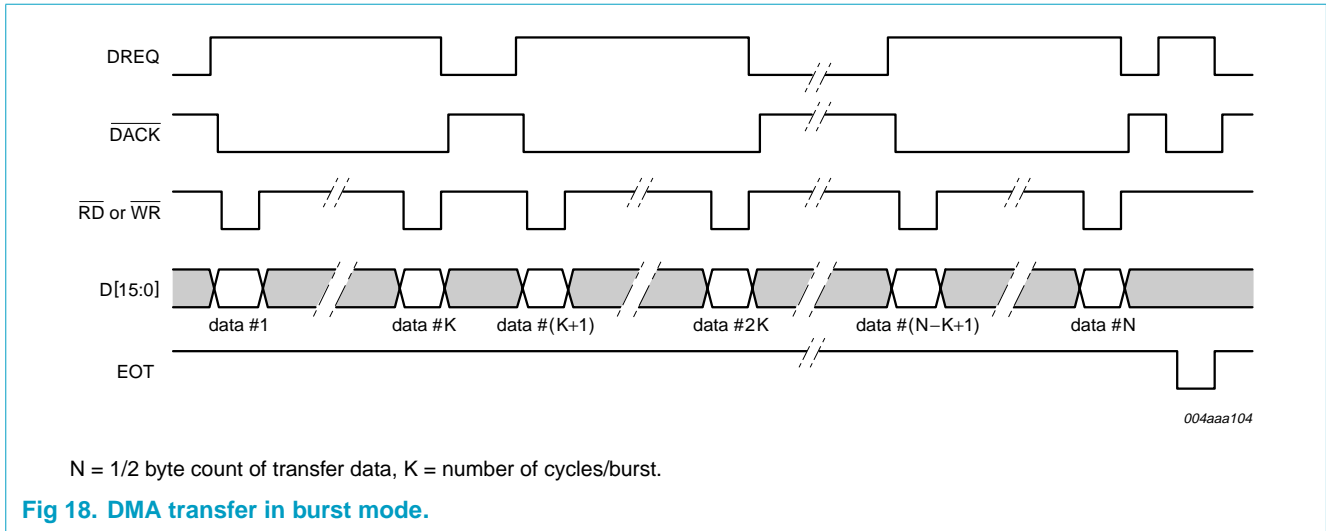 DREQ
DACK
RD or WR
D[15:0]
data #1 data #K data #(K+1) data #2K data #(N−K+1) data #N
EOT
004aaa104
N = 1/2 byte count of transfer data, K = number of cycles/burst.
Fig 18. DMA transfer in burst mode.